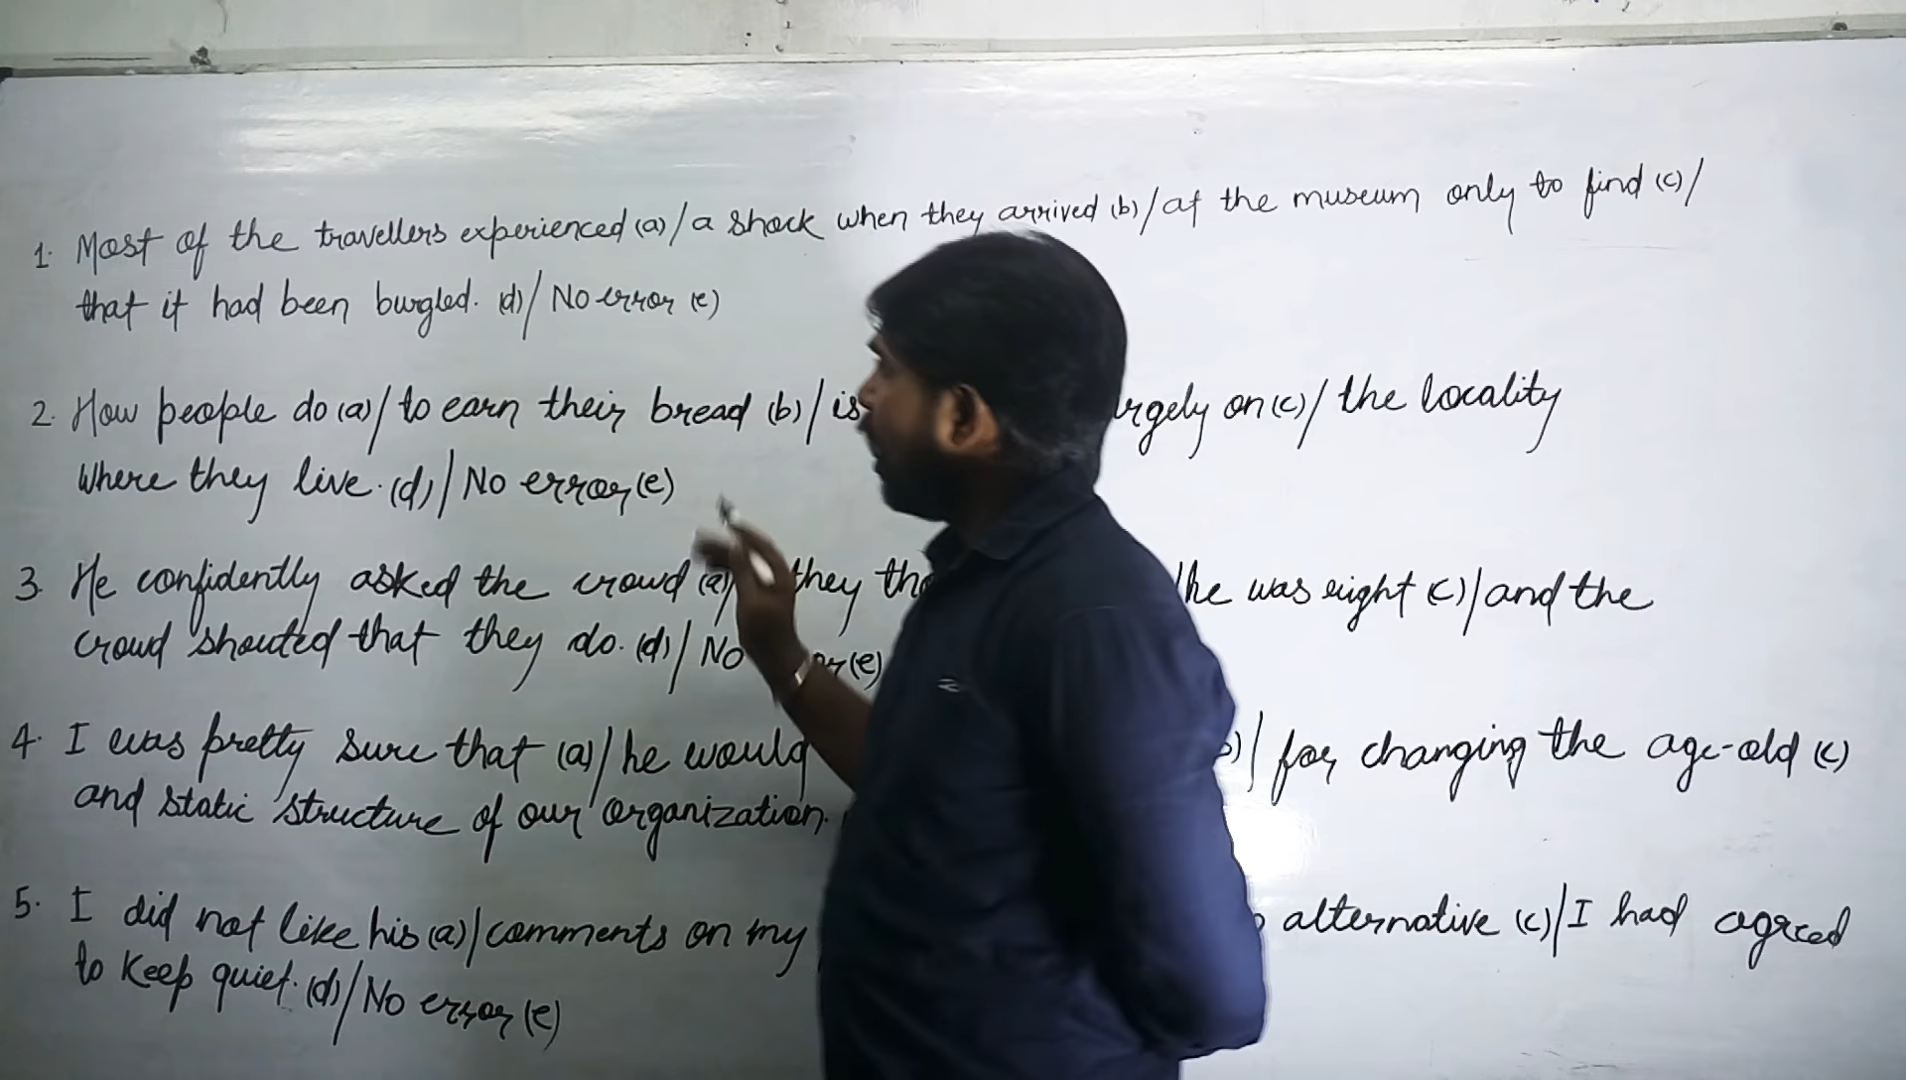 1. Most of the travellers experienced (a)/ a shock when they arrived (b)/ at the museum only to find (c)/
that it had been burgled. (d)/ No error (e)
2. How people do (a)/ to earn their bread (b)/ is on (c)/ the locality
where they live. (d)/ No error (e)
3. He confidently asked the crowd (a) they he was right (c)/ and the
crowd shouted that they do. (d)/ No (e)
4. I was pretty sure that (a)/ he would / for changing the age-old (c)
and static structure of our organization.
5. I did not like his (a)/ comments on my alternative (c)/ I had agreed
to keep quiet. (d)/ No error (e)